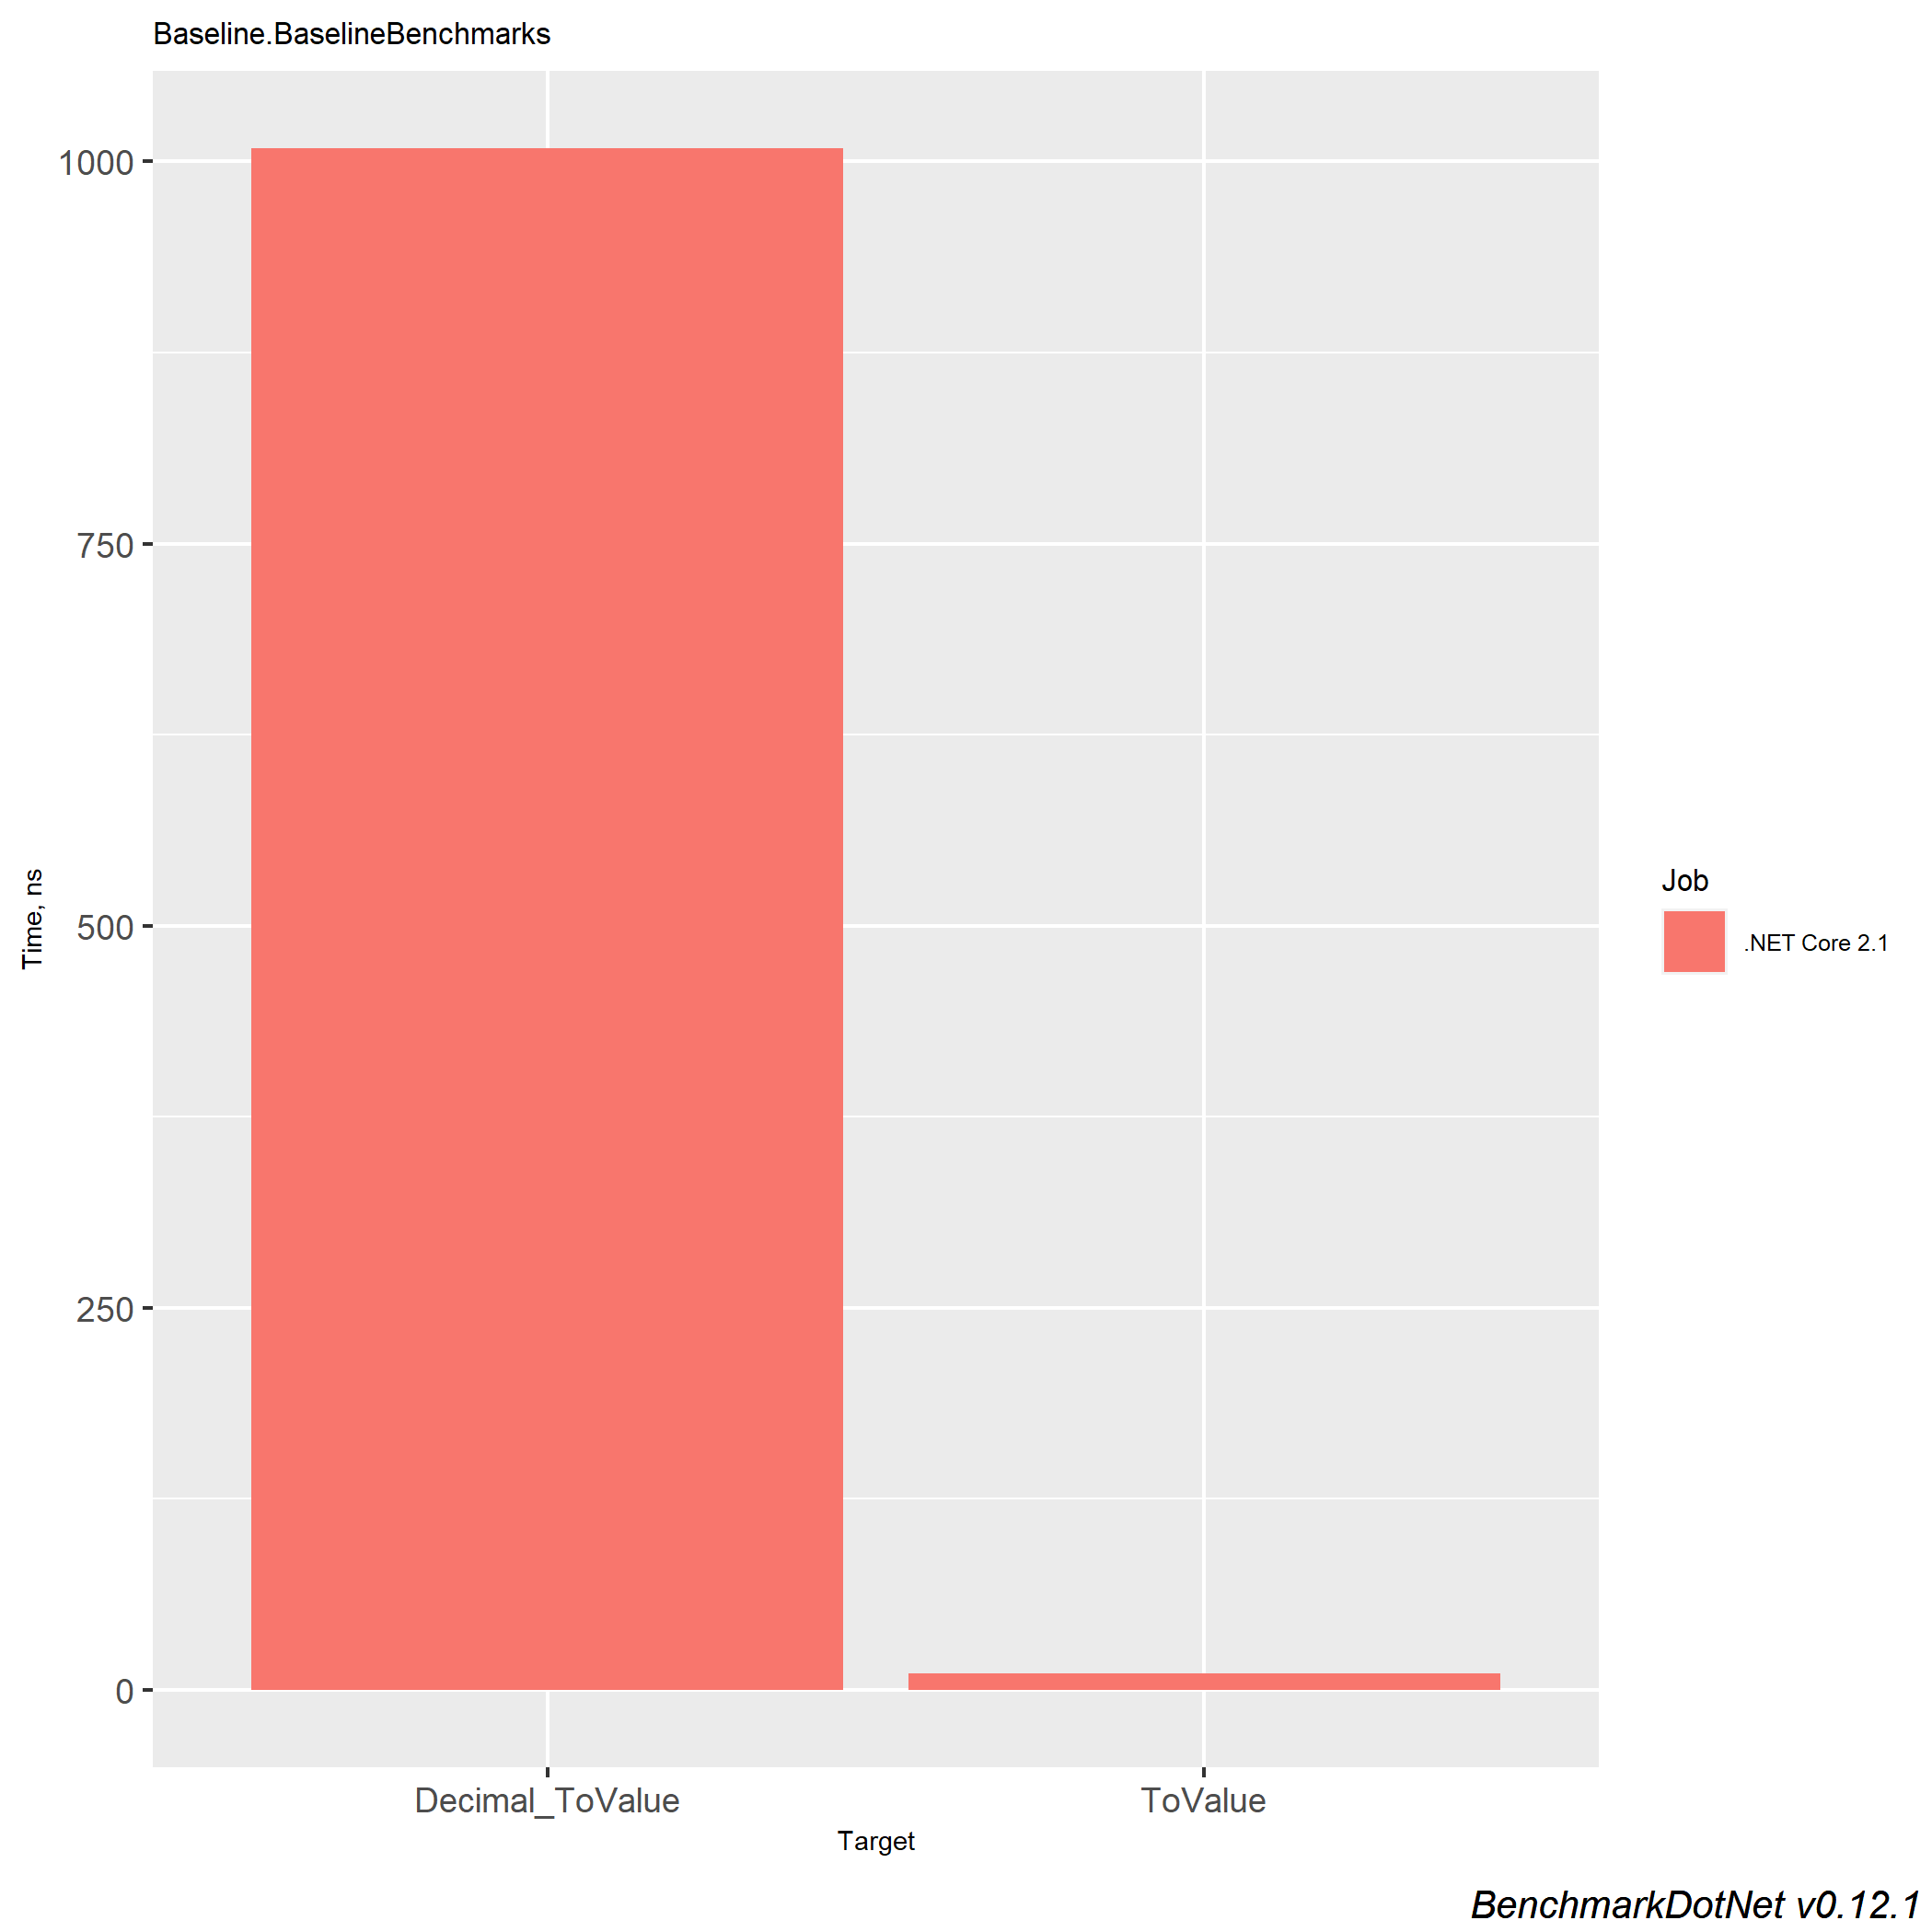 Baseline.BaselineBenchmarks
1000
750
500
250
0
Time, ns
Decimal_ToValue
ToValue
Target
Job
.NET Core 2.1
BenchmarkDotNet v0.12.1